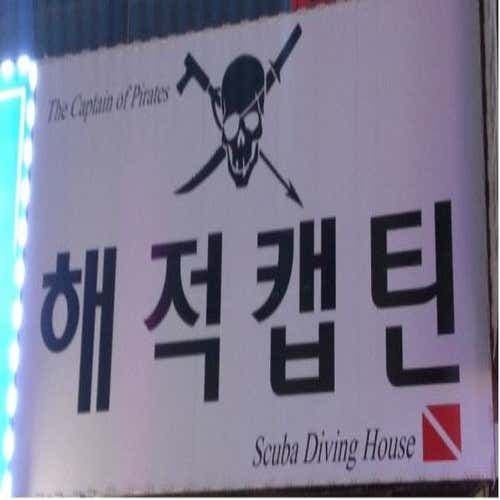 The Captain of Pirates
해적캡틴
Scuba Diving House